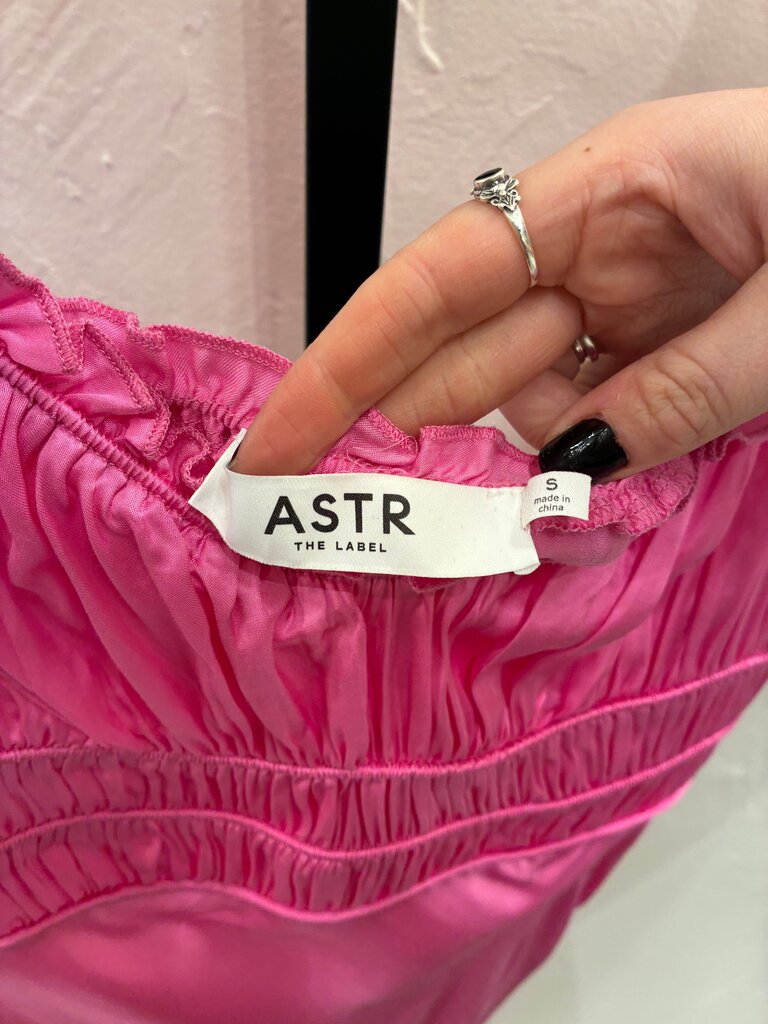 ASTR
THE LABEL
S
made in
china